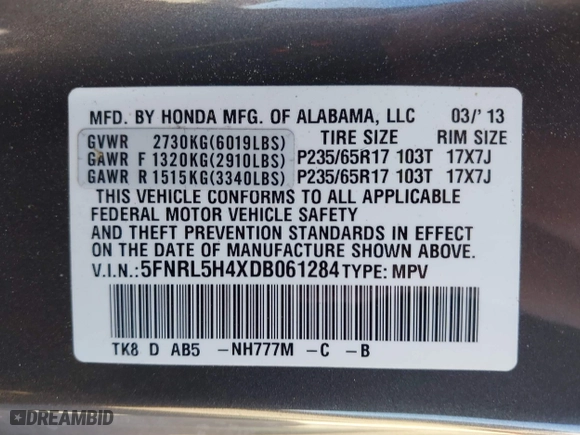 MFD. BY HONDA MFG. OF ALABAMA, LLC 03/'13
GVWR 2730KG(6019LBS) TIRE SIZE RIM SIZE
GAWR F 1320KG(2910LBS) P235/65R17 103T 17X7J
GAWR R 1515KG(3340LBS) P235/65R17 103T 17X7J
THIS VEHICLE CONFORMS TO ALL APPLICABLE
FEDERAL MOTOR VEHICLE SAFETY
AND THEFT PREVENTION STANDARDS IN EFFECT
ON THE DATE OF MANUFACTURE SHOWN ABOVE.
V.I.N.:5FNRL5H4XDB061284 TYPE: MPV
TK8 D AB5 -NH777M -C -B
DREAMBID